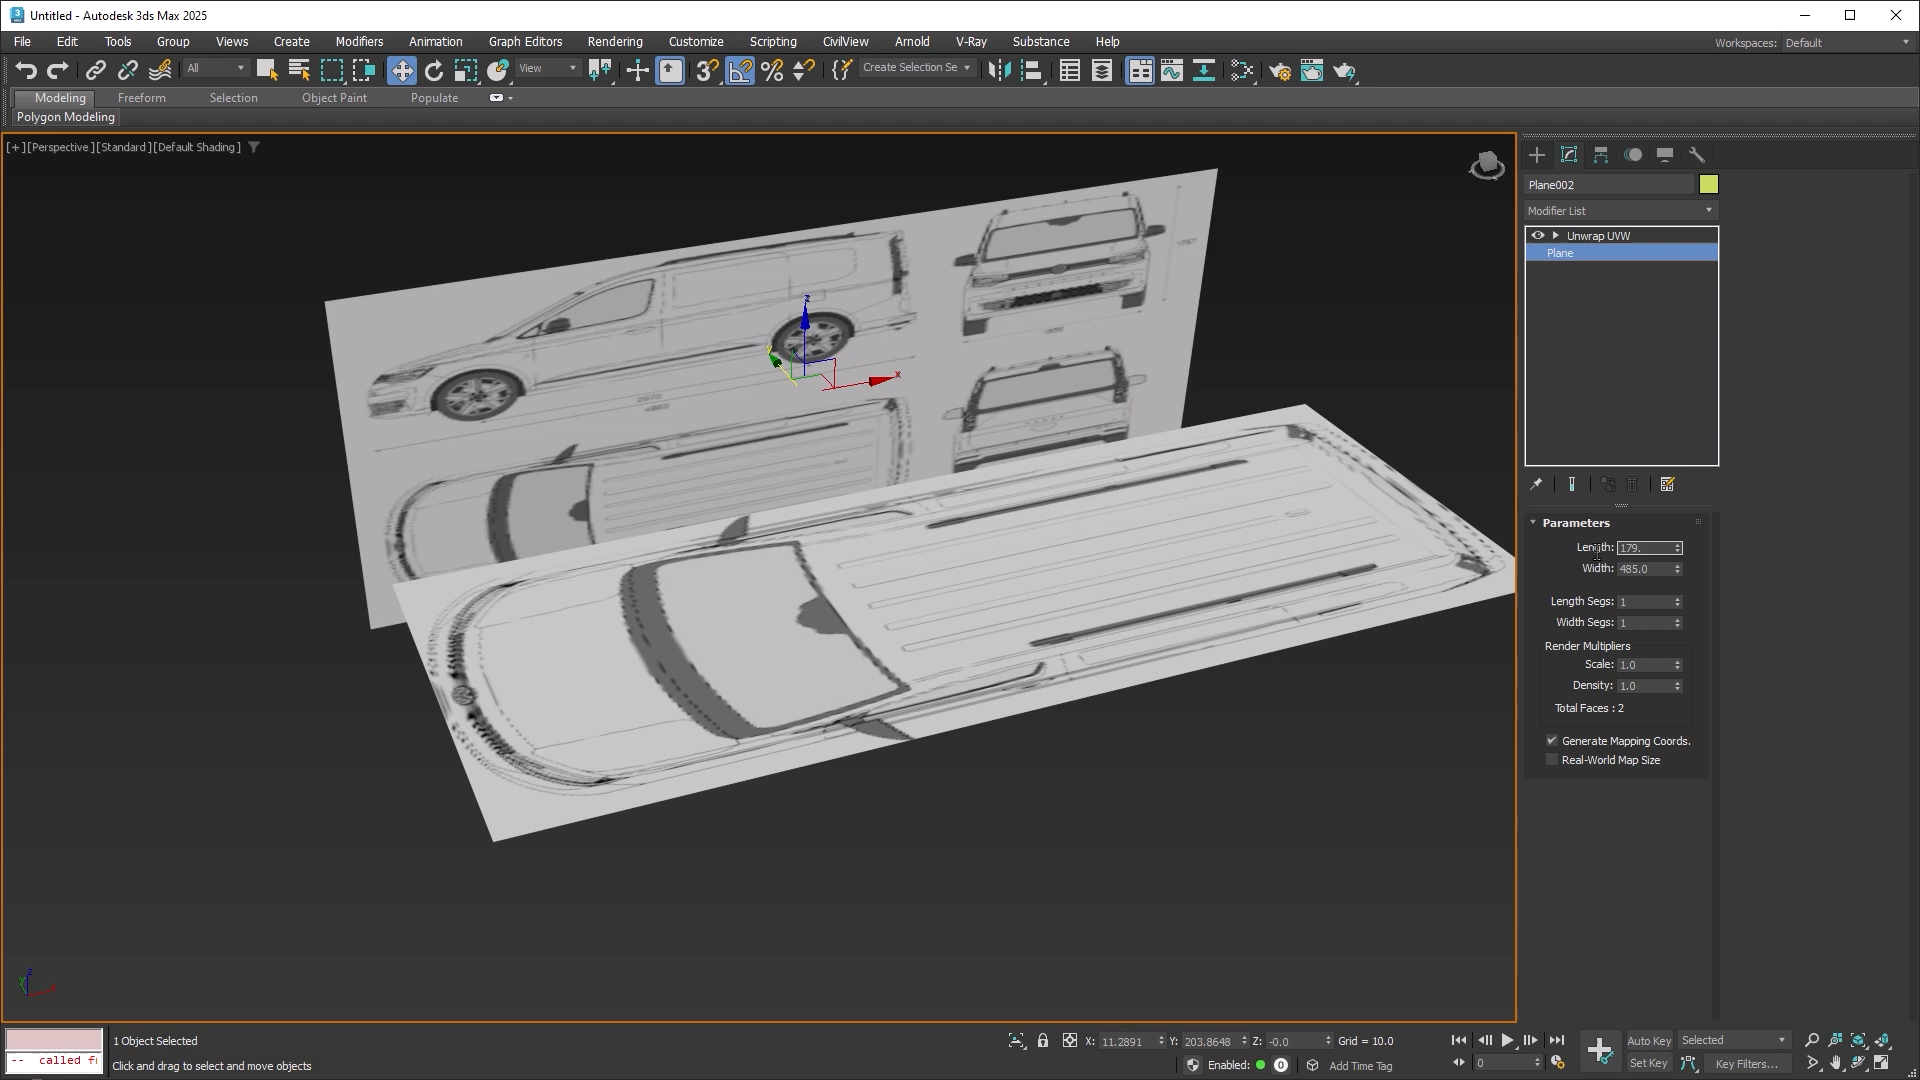 Untitled - Autodesk 3ds Max 2025
File Edit Tools Group Views Create Modifiers Animation Graph Editors Rendering Customize Scripting CivilView Arnold V-Ray Substance Help
Workspaces: Default
All
View
Create Selection Se
Modeling Freeform Selection Object Paint Populate
Polygon Modeling
[+] [Perspective] [Standard] [Default Shading]
Plane002
Modifier List
Unwrap UVW
Plane
Parameters
Length: 179.
Width: 485.0
Length Segs: 1
Width Segs: 1
Render Multipliers
Scale: 1.0
Density: 1.0
Total Faces : 2
Generate Mapping Coords.
Real-World Map Size
z
y
x
z
y
-- called fr
1 Object Selected
Click and drag to select and move objects
X: 11.2891 Y: 203.8648 Z: -0.0 Grid = 10.0
Enabled: 0 Add Time Tag
0
Auto Key Selected
Set Key Key Filters...